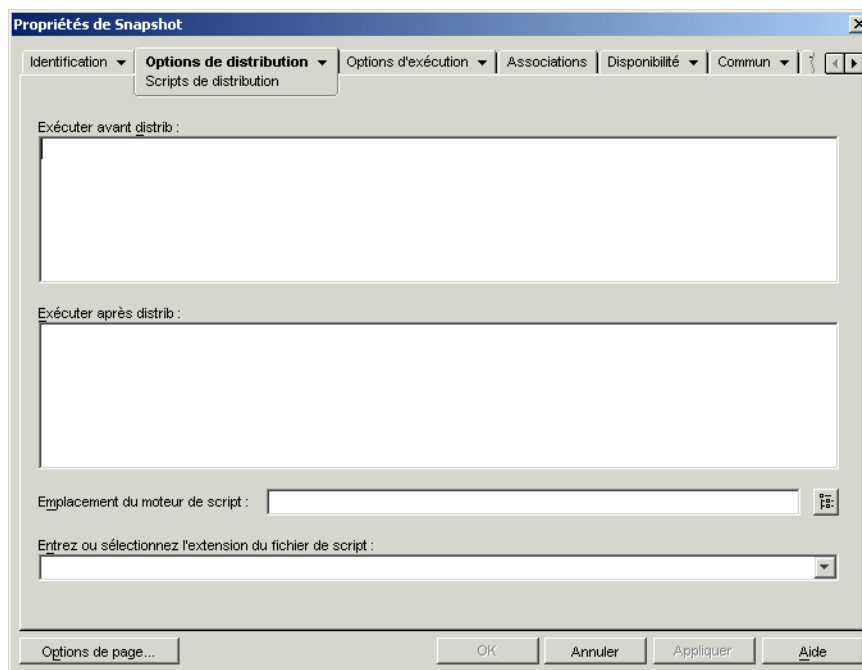 Propriétés de Snapshot
Identification
Options de distribution
Options d'exécution
Associations
Disponibilité
Commun
Scripts de distribution
Exécuter avant distrib :
Exécuter après distrib :
Emplacement du moteur de script :
Entrez ou sélectionnez l'extension du fichier de script :
Options de page...
OK
Annuler
Appliquer
Aide